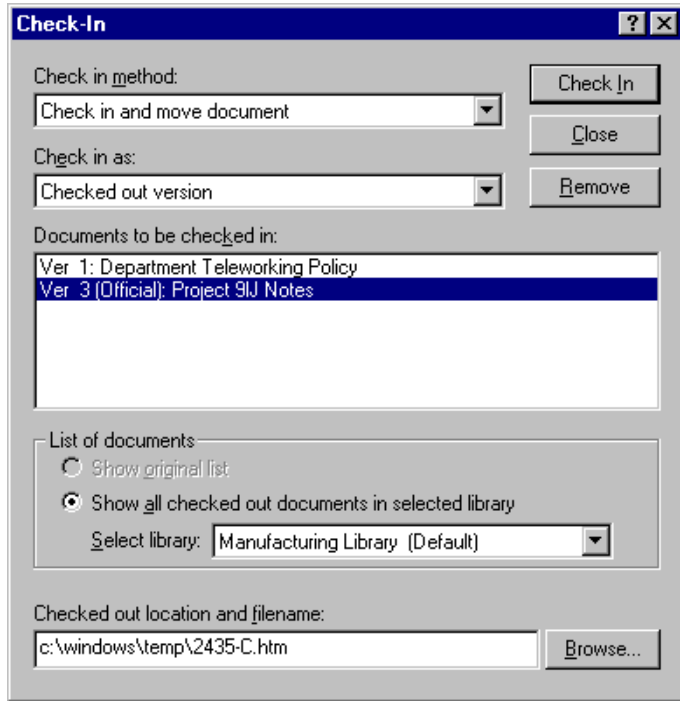 Check-In
Check in method:
Check In
Check in and move document
Close
Check in as:
Checked out version
Remove
Documents to be checked in:
Ver 1: Department Teleworking Policy
Ver 3 (Official): Project 9IJ Notes
List of documents
Show original list
Show all checked out documents in selected library
Select library: Manufacturing Library (Default)
Checked out location and filename:
c:\windows\temp\2435-C.htm
Browse...